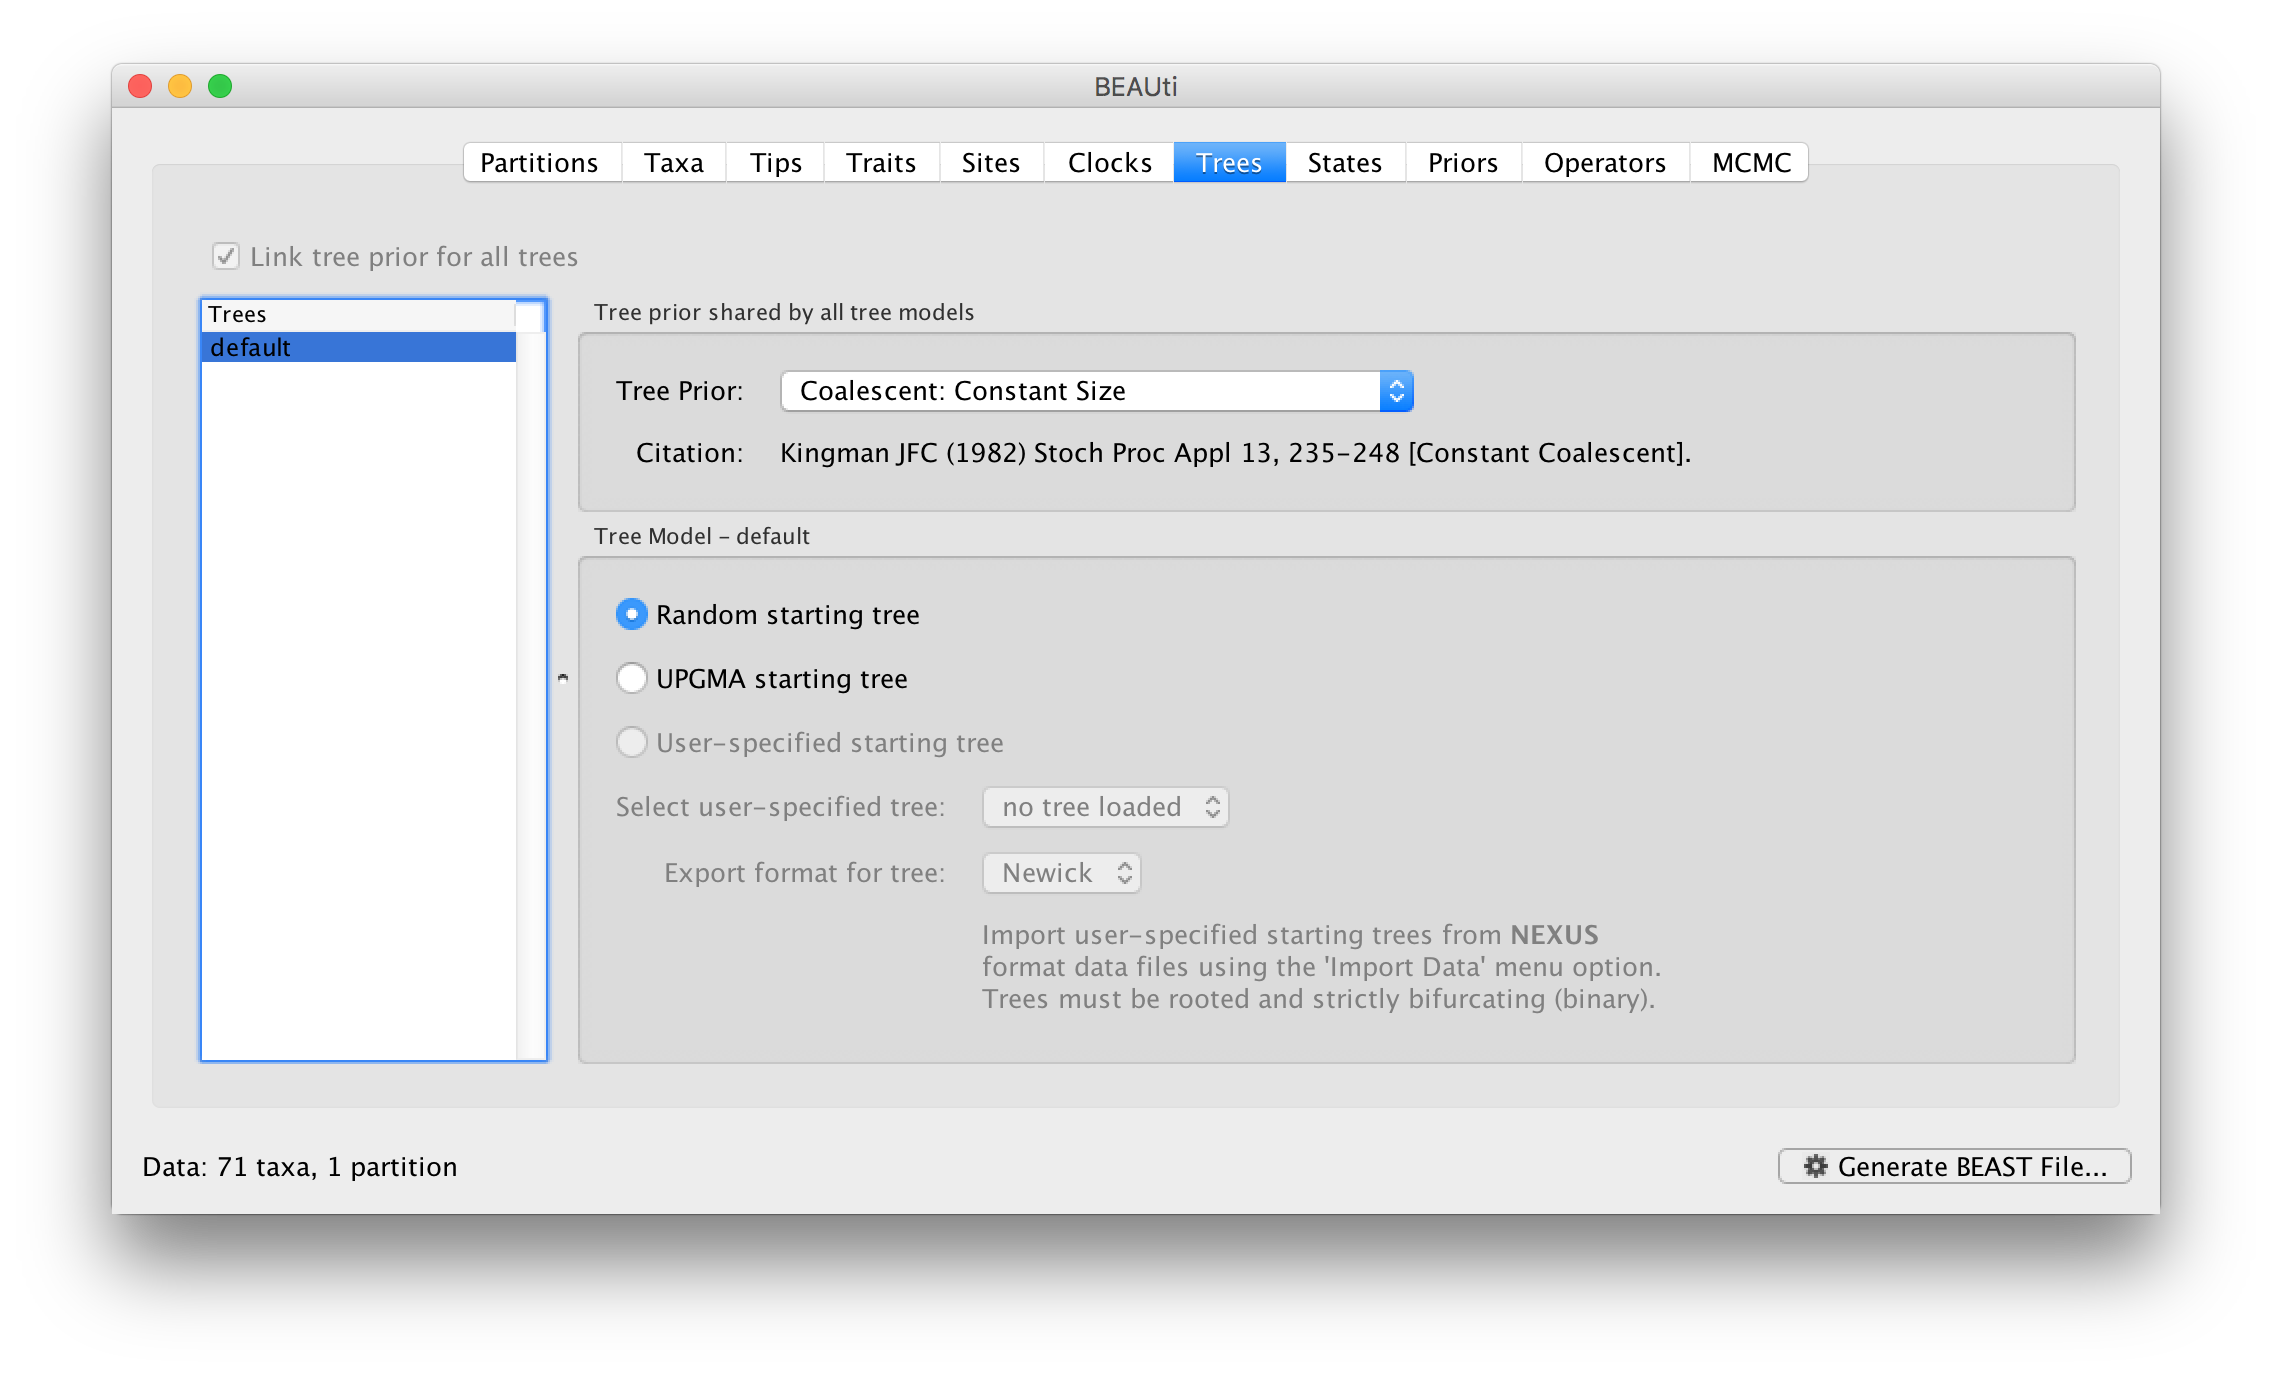 BEAUti
Partitions Taxa Tips Traits Sites Clocks Trees States Priors Operators MCMC
Link tree prior for all trees
Trees
default
Tree prior shared by all tree models
Tree Prior: Coalescent: Constant Size
Citation: Kingman JFC (1982) Stoch Proc Appl 13, 235-248 [Constant Coalescent].
Tree Model - default
Random starting tree
UPGMA starting tree
User-specified starting tree
Select user-specified tree: no tree loaded
Export format for tree: Newick
Import user-specified starting trees from NEXUS
format data files using the 'Import Data' menu option.
Trees must be rooted and strictly bifurcating (binary).
Data: 71 taxa, 1 partition
Generate BEAST File...